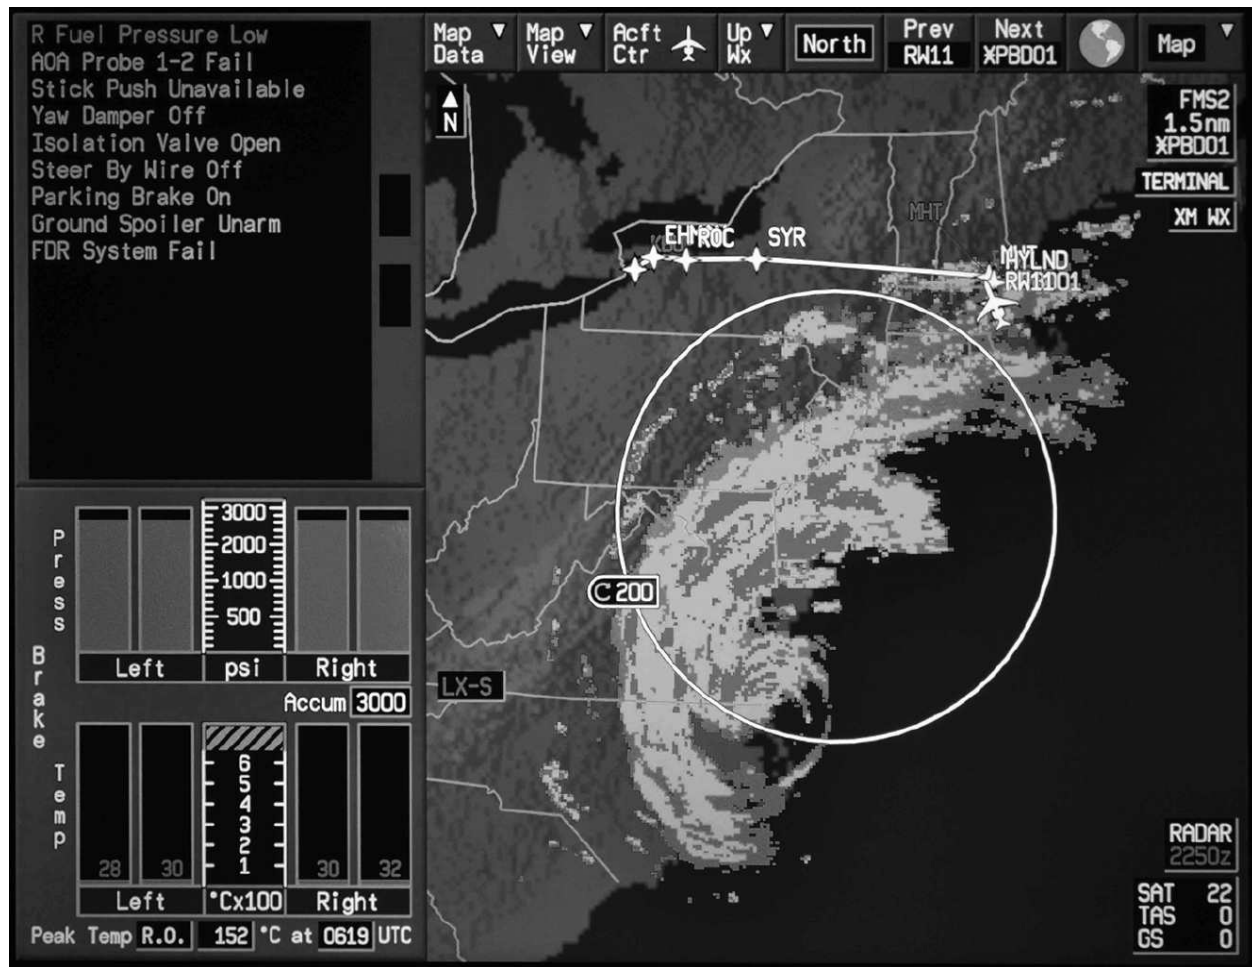 R Fuel Pressure Low
AOA Probe 1-2 Fail
Stick Push Unavailable
Yaw Damper Off
Isolation Valve Open
Steer By Wire Off
Parking Brake On
Ground Spoiler Unarm
FDR System Fail
Press
3000
2000
1000
500
Left psi Right
Accum 3000
Brake
Temp
6
5
4
3
2
1
28 30 30 32
Left °Cx100 Right
Peak Temp R.O. 152 °C at 0619 UTC
Map Data
Map View
Acft Ctr
Up Wx
North
Prev RW11
Next XPBD01
Map
N
FMS2
1.5nm
XPBD01
TERMINAL
XM WX
MHT
SYR
ROC
HYLND
C 200
LX-S
RADAR
2250z
SAT 22
TAS 0
GS 0